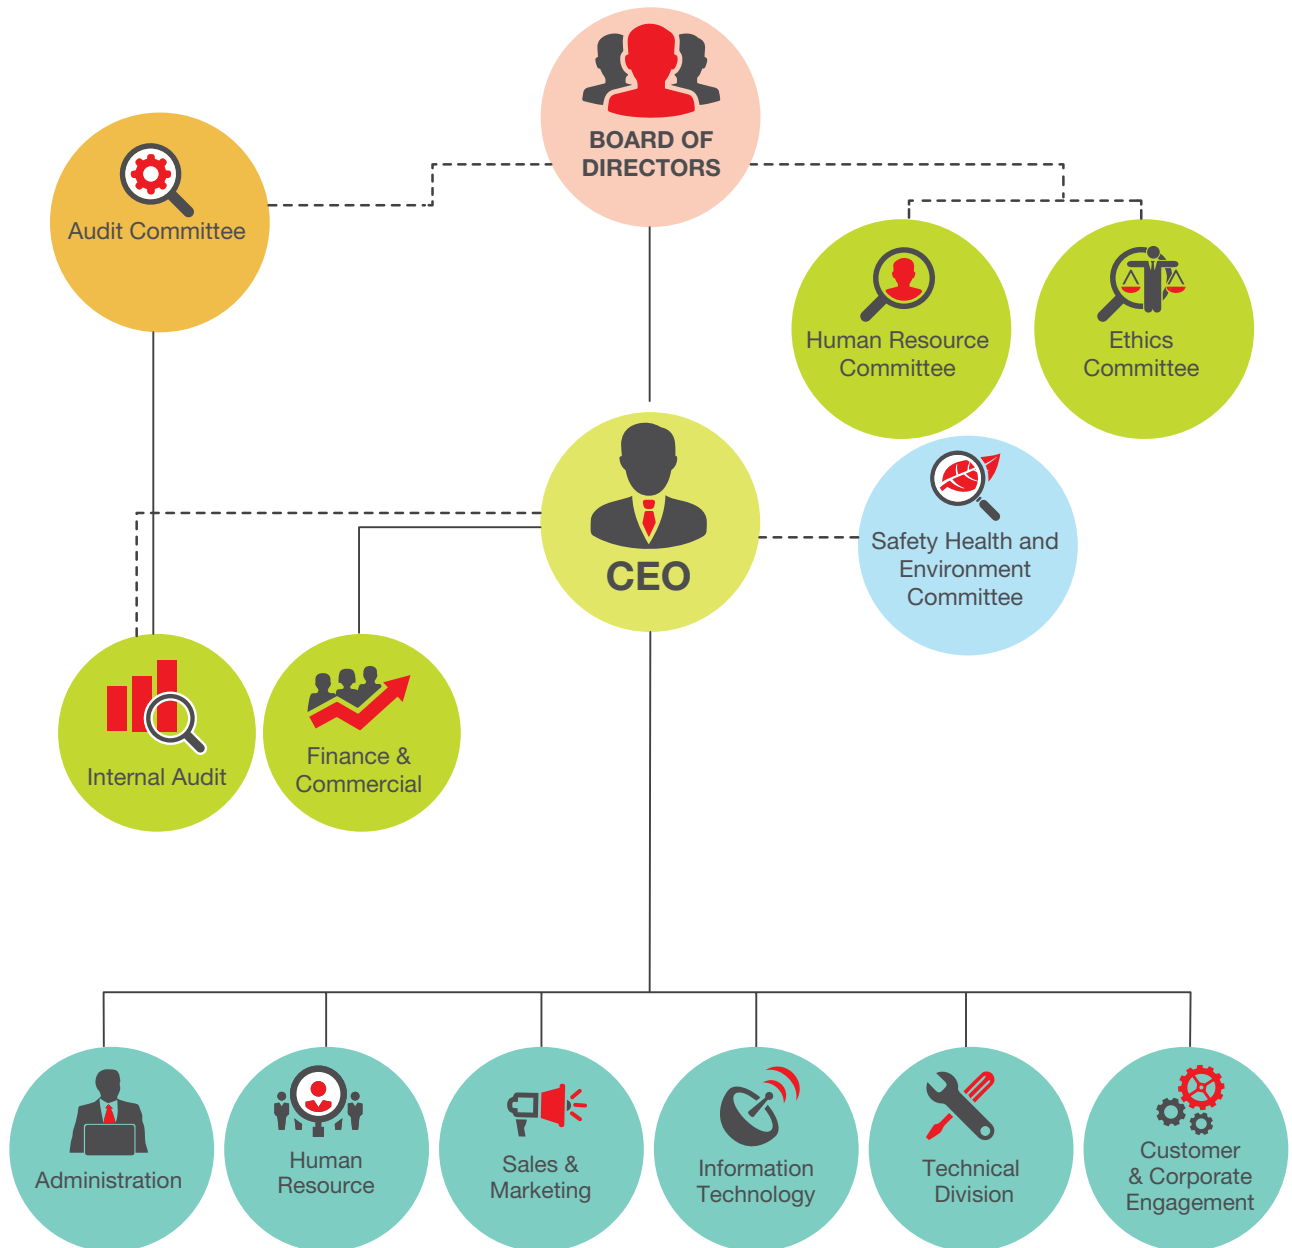 BOARD OF
DIRECTORS
Audit Committee
Human Resource
Committee
Ethics
Committee
CEO
Safety Health and
Environment
Committee
Internal Audit
Finance &
Commercial
Administration
Human
Resource
Sales &
Marketing
Information
Technology
Technical
Division
Customer
& Corporate
Engagement